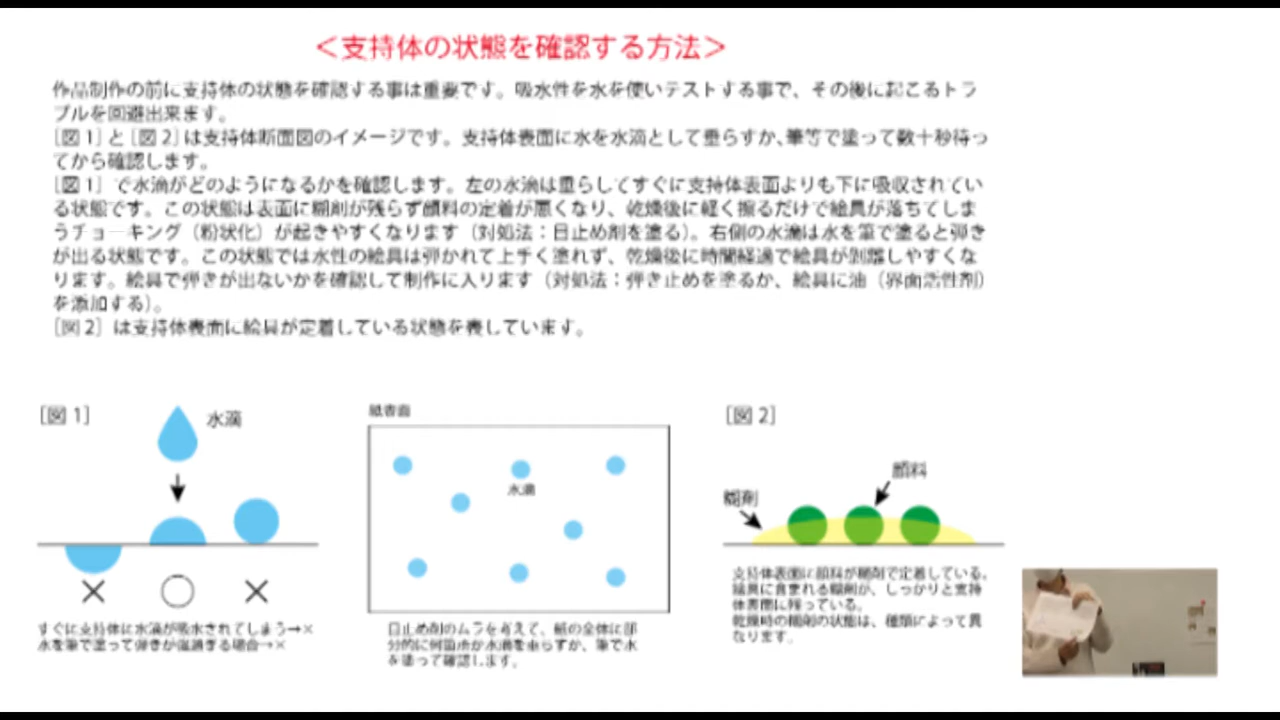 ＜支持体の状態を確認する方法＞
作品制作の前に支持体の状態を確認する事は重要です。吸水性を水を使いテストする事で、その後に起こるトラ
ブルを回避出来ます。
［図 1］と［図 2］は支持体断面図のイメージです。支持体表面に水を水滴として垂らすか、筆等で塗って数十秒待っ
てから確認します。
［図 1］で水滴がどのようになるかを確認します。左の水滴は垂らしてすぐに支持体表面よりも下に吸収されてい
る状態です。この状態は表面に糊剤が残らず顔料の定着が悪くなり、乾燥後に軽く擦るだけで絵具が落ちてしま
うチョーキング（粉状化）が起きやすくなります（対処法：目止め剤を塗る）。右側の水滴は水を筆で塗ると弾き
が出る状態です。この状態では水性の絵具は弾かれて上手く塗れず、乾燥後に時間経過で絵具が剥離しやすくな
ります。絵具で弾きが出ないかを確認して制作に入ります（対処法：弾き止めを塗るか、絵具に油（界面活性剤）
を添加する）。
［図 2］は支持体表面に絵具が定着している状態を表しています。
［図 1］
水滴
すぐに支持体に水滴が吸水されてしまう→×
水を筆で塗って弾きが強過ぎる場合→×
紙表面
水滴
目止め剤のムラを考えて、紙の全体に部
分的に何箇所か水滴を垂らすか、筆で水
を塗って確認します。
［図 2］
顔料
糊剤
支持体表面に顔料が糊剤で定着している。
絵具に含まれる糊剤が、しっかりと支持
体表面に残っている。
乾燥時の糊剤の状態は、種類によって異
なります。